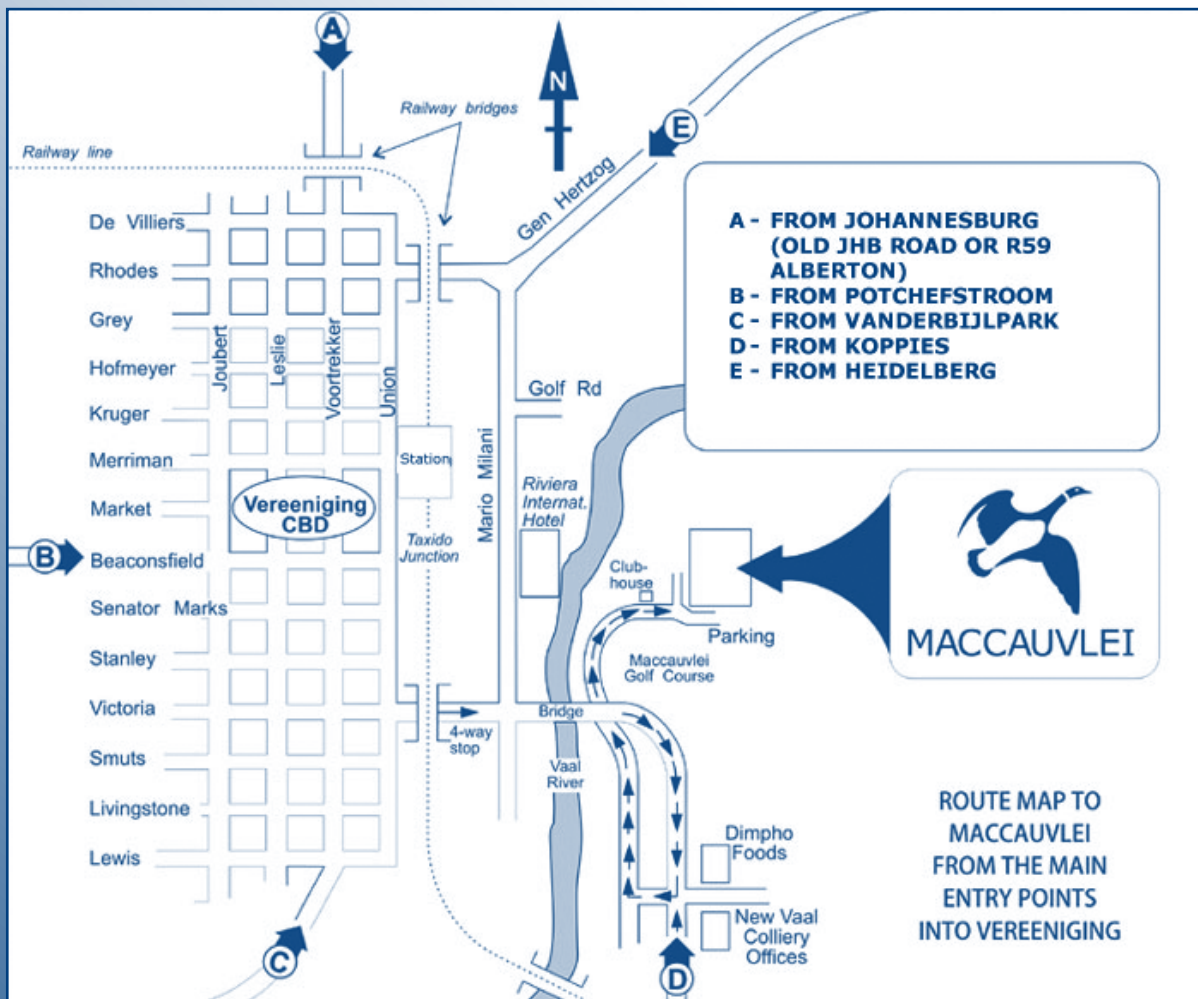 A
N
Railway bridges
E
Railway line
Gen Hertzog
De Villiers
Rhodes
Grey
Hofmeyer
Kruger
Merriman
Market
Beaconsfield
Senator Marks
Stanley
Victoria
Smuts
Livingstone
Lewis
Joubert
Leslie
Voortrekker
Union
Vereeniging
CBD
B
C
Station
Taxido
Junction
Mario Milani
Golf Rd
Riviera
Internat.
Hotel
Club-
house
Parking
Maccauvlei
Golf Course
Bridge
4-way
stop
Vaal
River
Dimpho
Foods
New Vaal
Colliery
Offices
D
A - FROM JOHANNESBURG
(OLD JHB ROAD OR R59
ALBERTON)
B - FROM POTCHEFSTROOM
C - FROM VANDERBIJLPARK
D - FROM KOPPIES
E - FROM HEIDELBERG
MACCAUVLEI
ROUTE MAP TO
MACCAUVLEI
FROM THE MAIN
ENTRY POINTS
INTO VEREENIGING